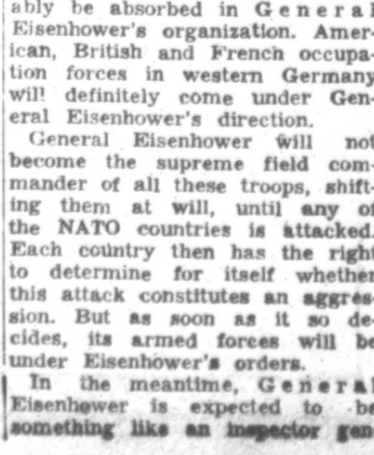 ably be absorbed in General
Eisenhower's organization. Amer-
ican, British and French occupa-
tion forces in western Germany
will definitely come under Gen-
eral Eisenhower's direction.
General Eisenhower will not
become the supreme field com-
mander of all these troops, shift-
ing them at will, until any of
the NATO countries is attacked.
Each country then has the right
to determine for itself whether
this attack constitutes an aggres-
sion. But as soon as it so de-
cides, its armed forces will be
under Eisenhower's orders.
In the meantime, General
Eisenhower is expected to be
something like an inspector gen